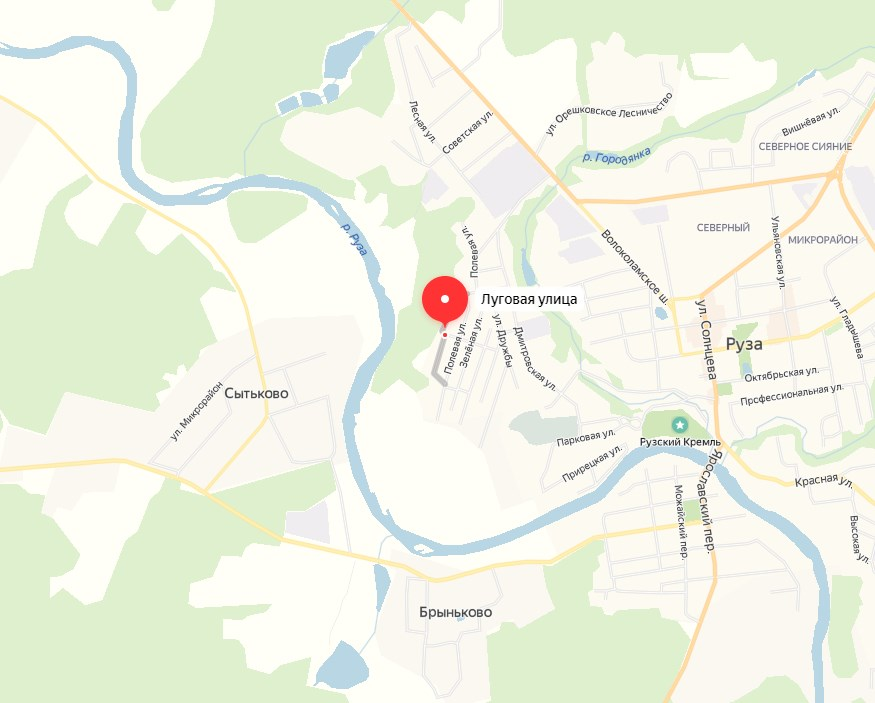 Лесная ул.
Советская ул.
ул. Орешковское Лесничество
Вишнёвая ул.
СЕВЕРНОЕ СИЯНИЕ
р. Городянка
р. Руза
Полевая ул.
Волоколамское ш.
СЕВЕРНЫЙ
Ульяновская ул.
МИКРОРАЙОН
Луговая улица
Полевая ул.
Зелёная ул.
ул. Дружбы
Дмитровская ул.
ул. Солнцева
Руза
ул. Гладышева
Сытьково
ул. Микрорайон
Октябрьская ул.
Профессиональная ул.
Парковая ул.
Рузский Кремль
Прирецкая ул.
Можайский пер.
Ярославский пер.
Красная ул.
Высокая ул.
Брыньково